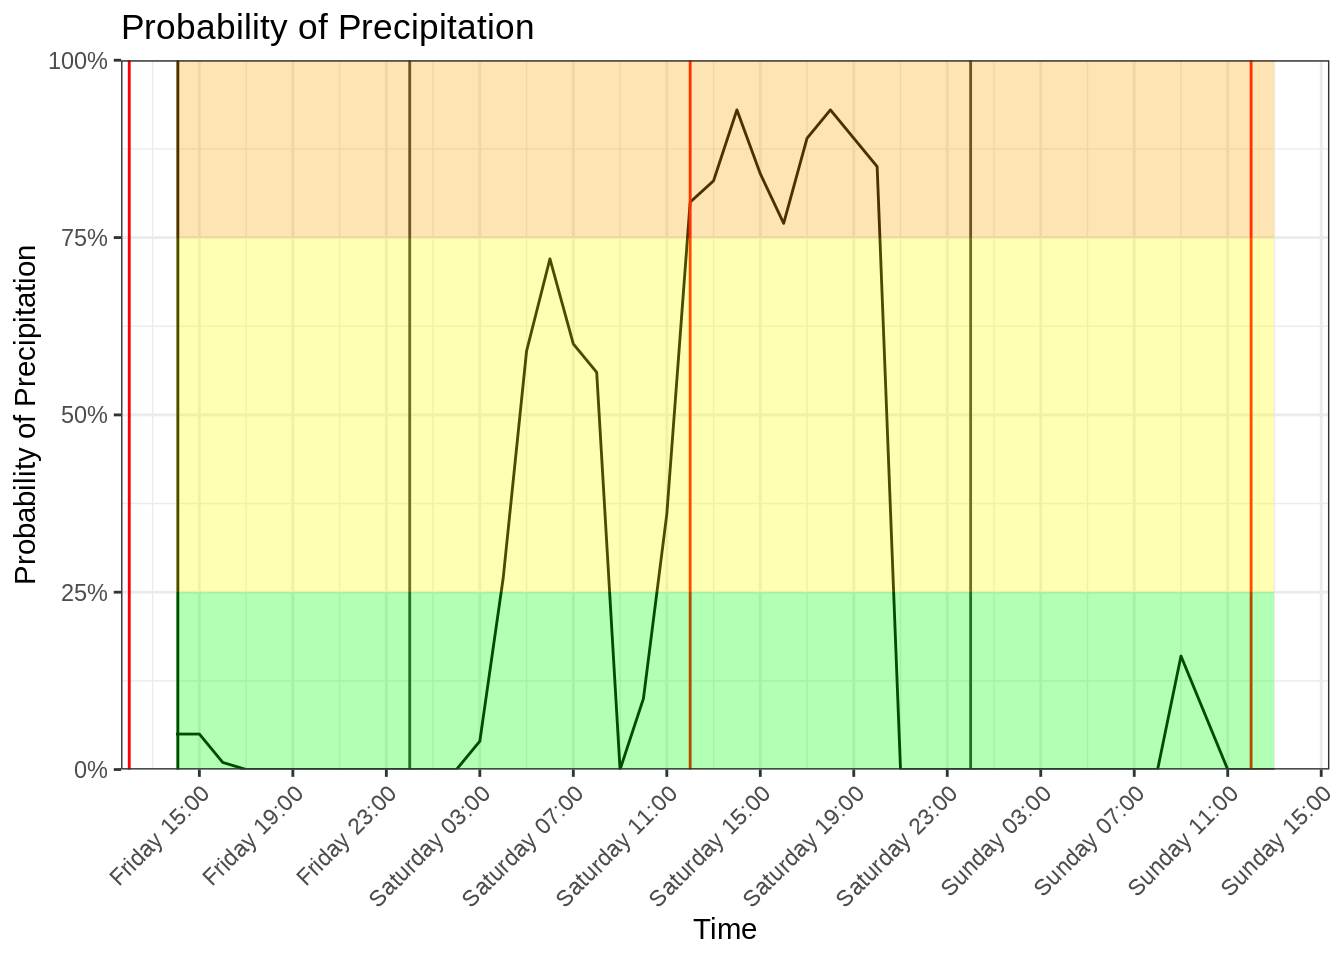 Probability of Precipitation
100%
75%
50%
25%
0%
Probability of Precipitation
Friday 15:00
Friday 19:00
Friday 23:00
Saturday 03:00
Saturday 07:00
Saturday 11:00
Saturday 15:00
Saturday 19:00
Saturday 23:00
Sunday 03:00
Sunday 07:00
Sunday 11:00
Sunday 15:00
Time